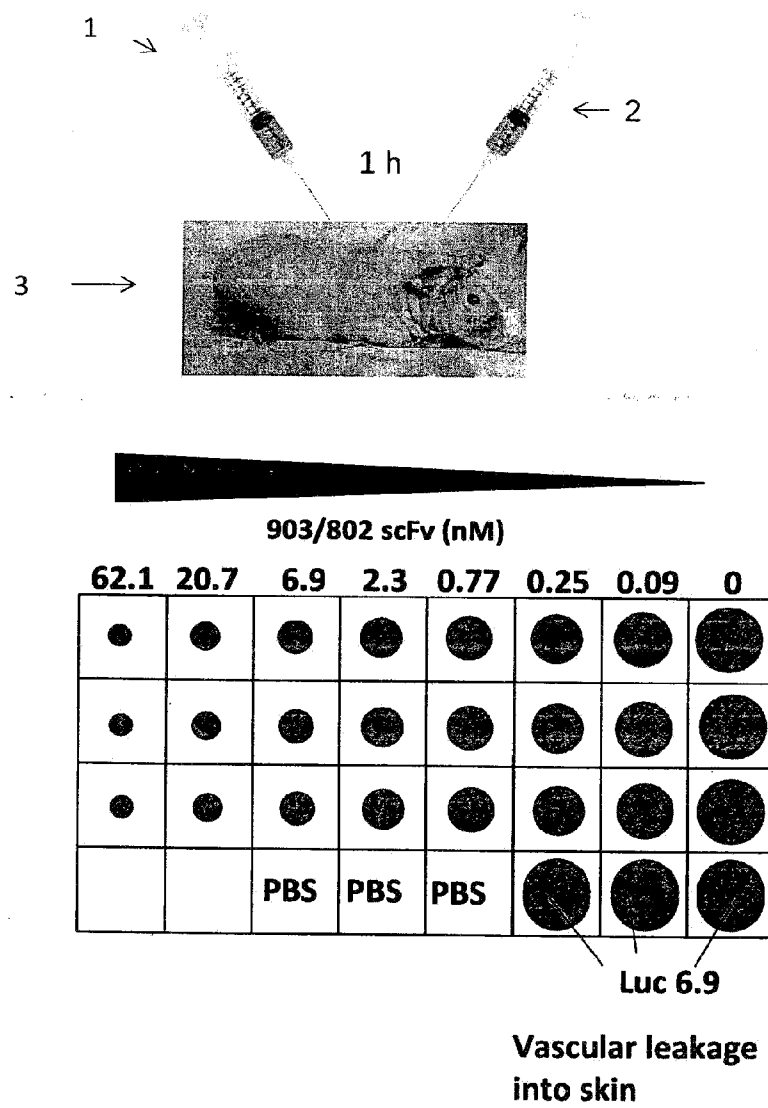 1
2
1 h
3
903/802 scFv (nM)
62.1 20.7 6.9 2.3 0.77 0.25 0.09 0
PBS PBS PBS
Luc 6.9
Vascular leakage
into skin